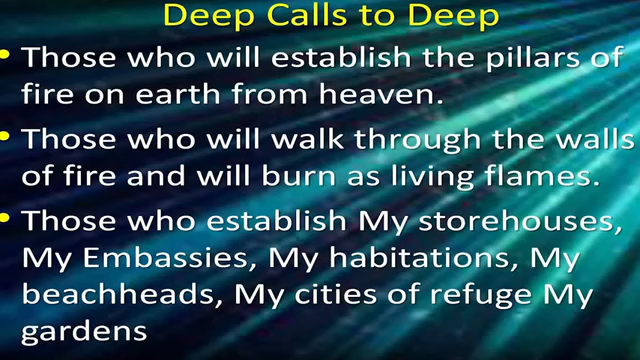 Deep Calls to Deep
• Those who will establish the pillars of
fire on earth from heaven.
• Those who will walk through the walls
of fire and will burn as living flames.
• Those who establish My storehouses,
My Embassies, My habitations, My
beachheads, My cities of refuge My
gardens